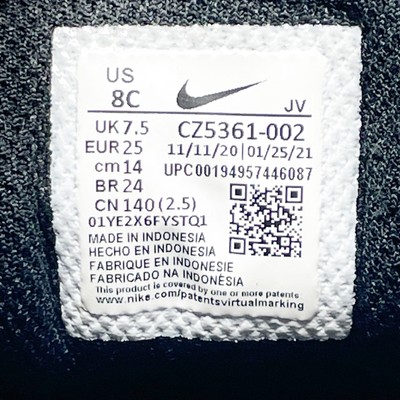 US
8C
JV
UK 7.5 CZ5361-002
EUR 25 11/11/20|01/25/21
cm 14 UPC00194957446087
BR 24
CN 140 (2.5)
01YE2X6FYSTQ1
MADE IN INDONESIA
HECHO EN INDONESIA
FABRIQUE EN INDONESIE
FABRICADO NA INDONÉSIA
This product is covered by one or more patents
www.nike.com/patentsvirtualmarking